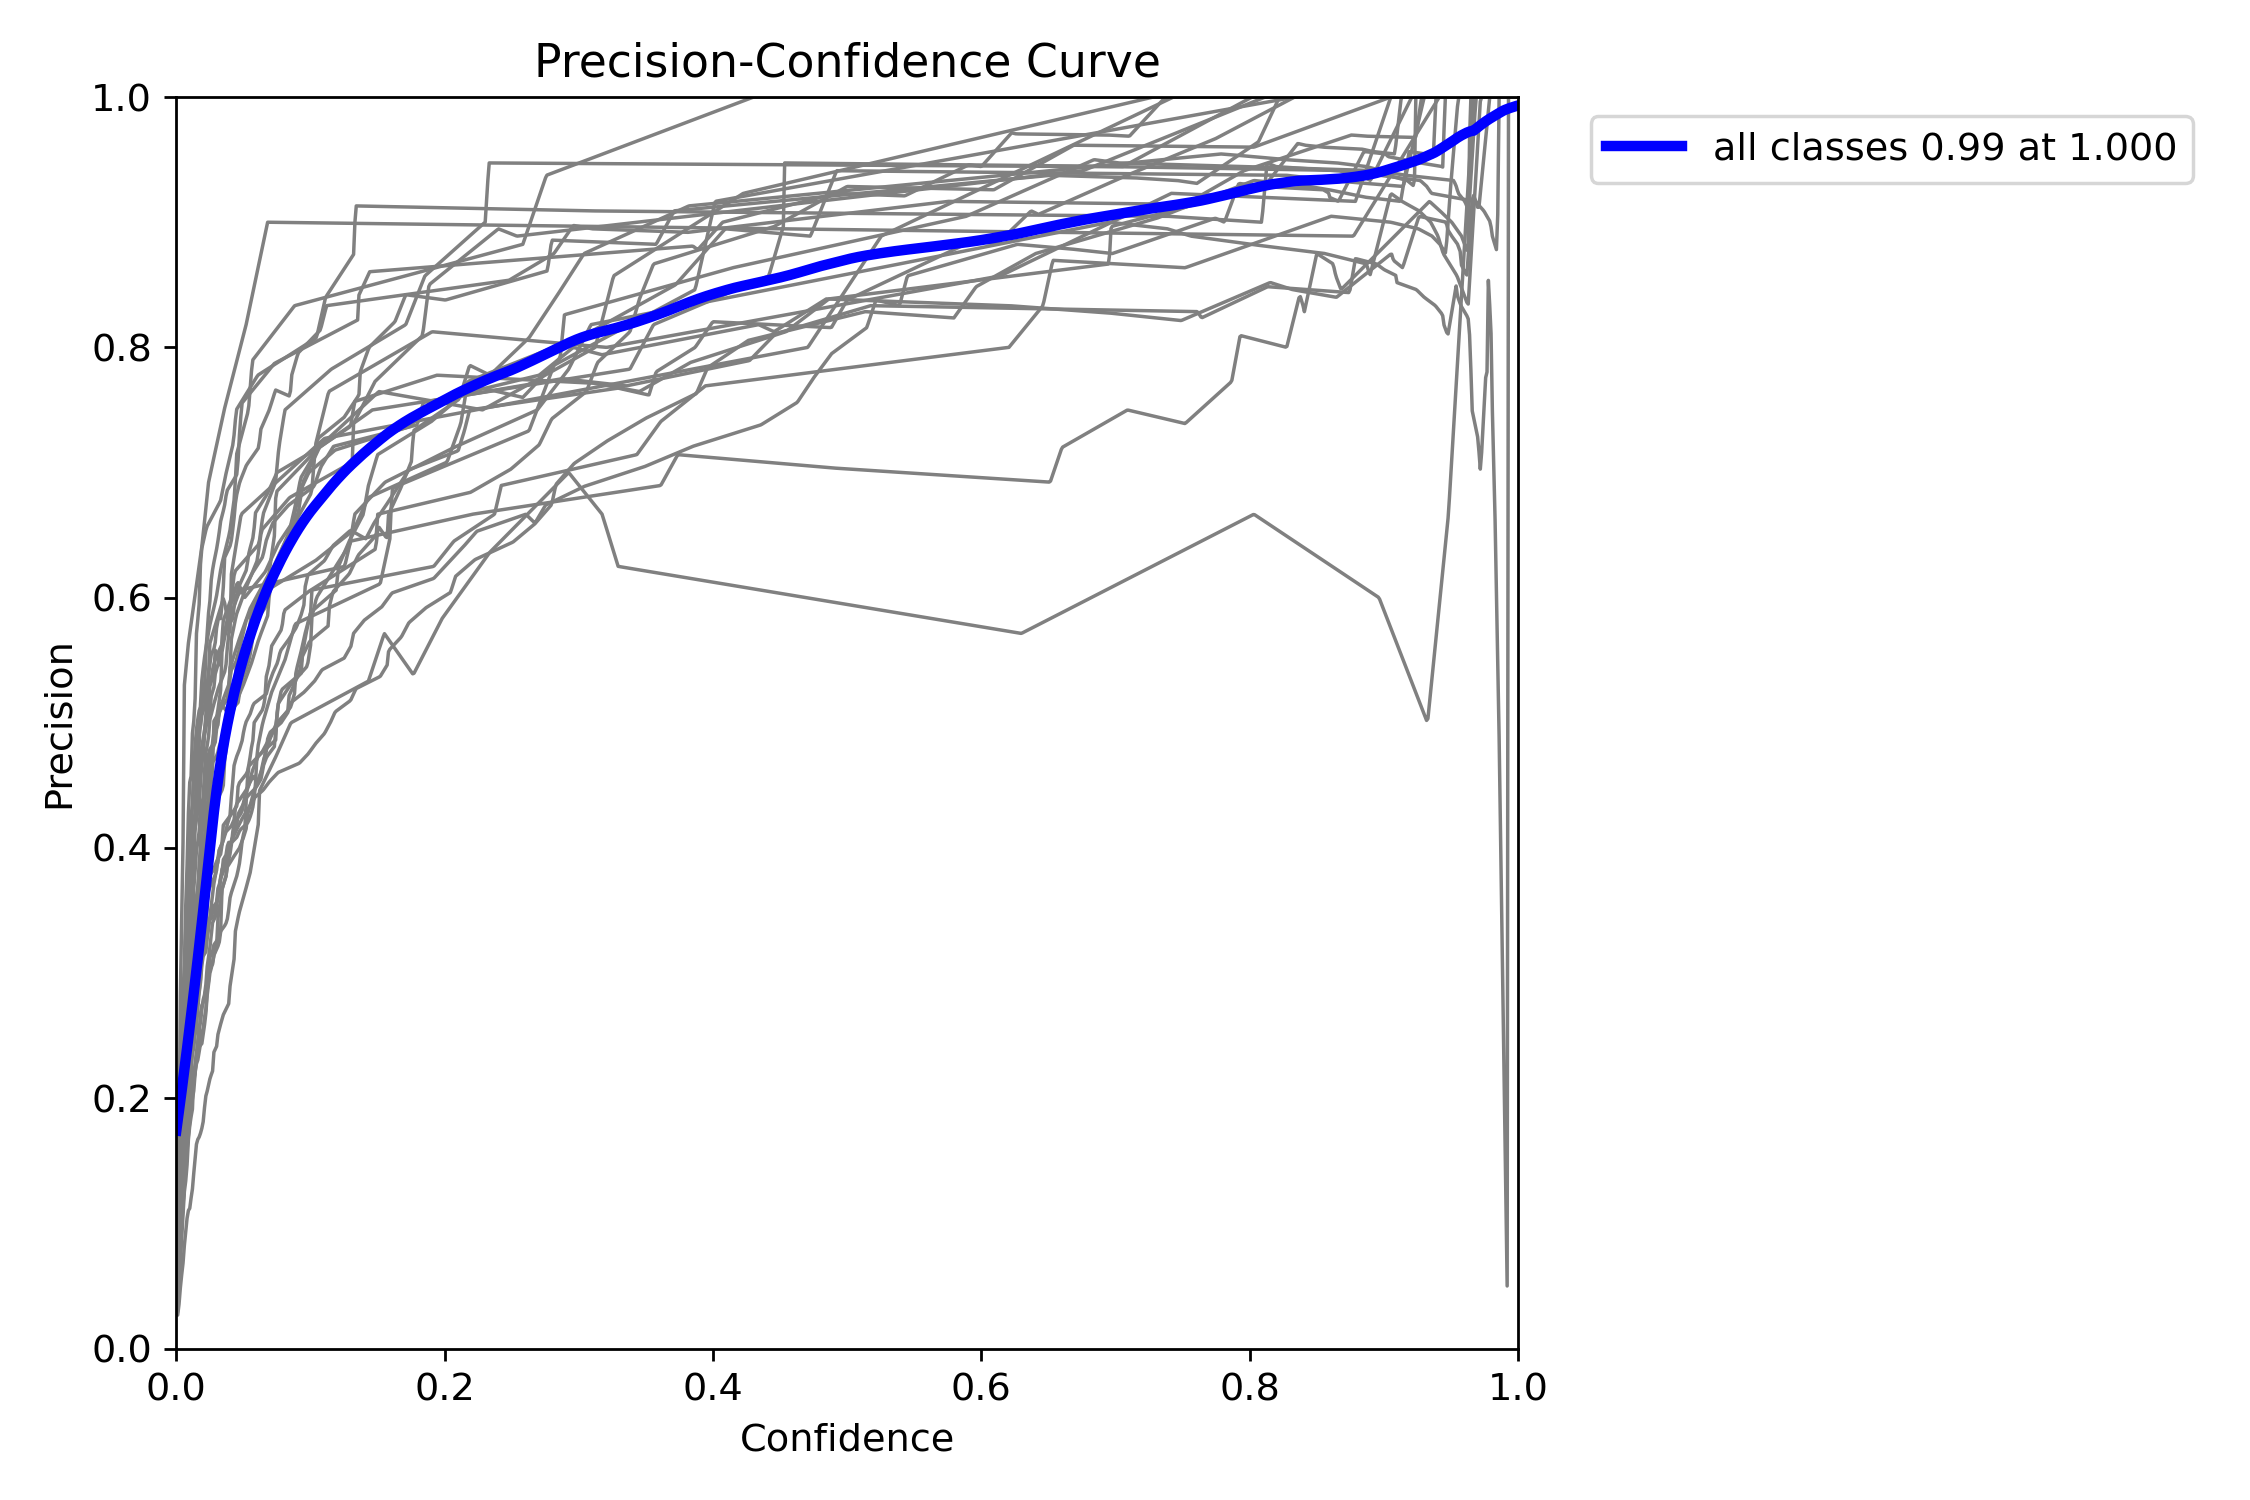 Precision-Confidence Curve
all classes 0.99 at 1.000
1.0
0.8
0.6
0.4
0.2
0.0
Precision
0.0 0.2 0.4 0.6 0.8 1.0
Confidence